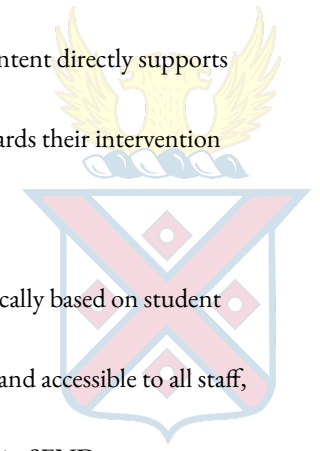 ntent directly supports
ards their intervention
cally based on student
and accessible to all staff,